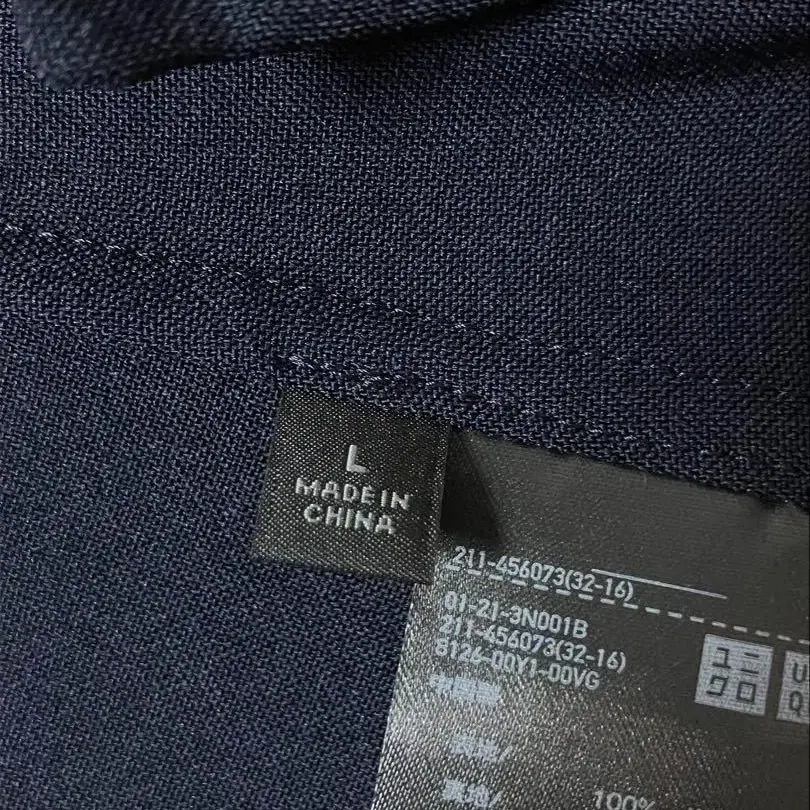 L
MADE IN
CHINA
211-456073(32-16)
01-21-3N001B
211-456073(32-16)
8126-00Y1-00VG
ユニ
クロ
U
Q
100%